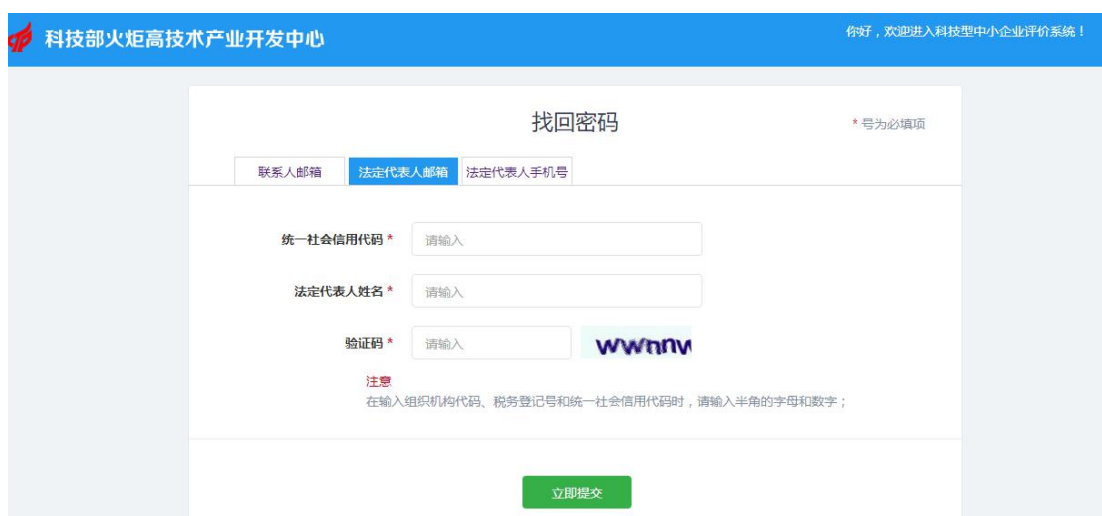 科技部火炬高技术产业开发中心
你好，欢迎进入科技型中小企业评价系统！
找回密码
*号为必填项
联系人邮箱 法定代表人邮箱 法定代表人手机号
统一社会信用代码* 请输入
法定代表人姓名* 请输入
验证码* 请输入
注意
在输入组织机构代码、税务登记号和统一社会信用代码时，请输入半角的字母和数字；
立即提交